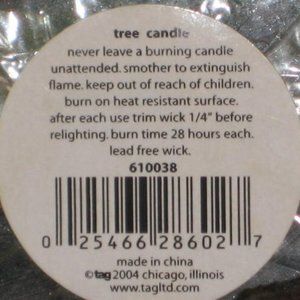 tree candle
never leave a burning candle
unattended. smother to extinguish
flame. keep out of reach of children.
burn on heat resistant surface.
after each use trim wick 1/4" before
relighting. burn time 28 hours each.
lead free wick.
610038
0 25466 28602 7
made in china
©tag 2004 chicago, illinois
www.tagltd.com